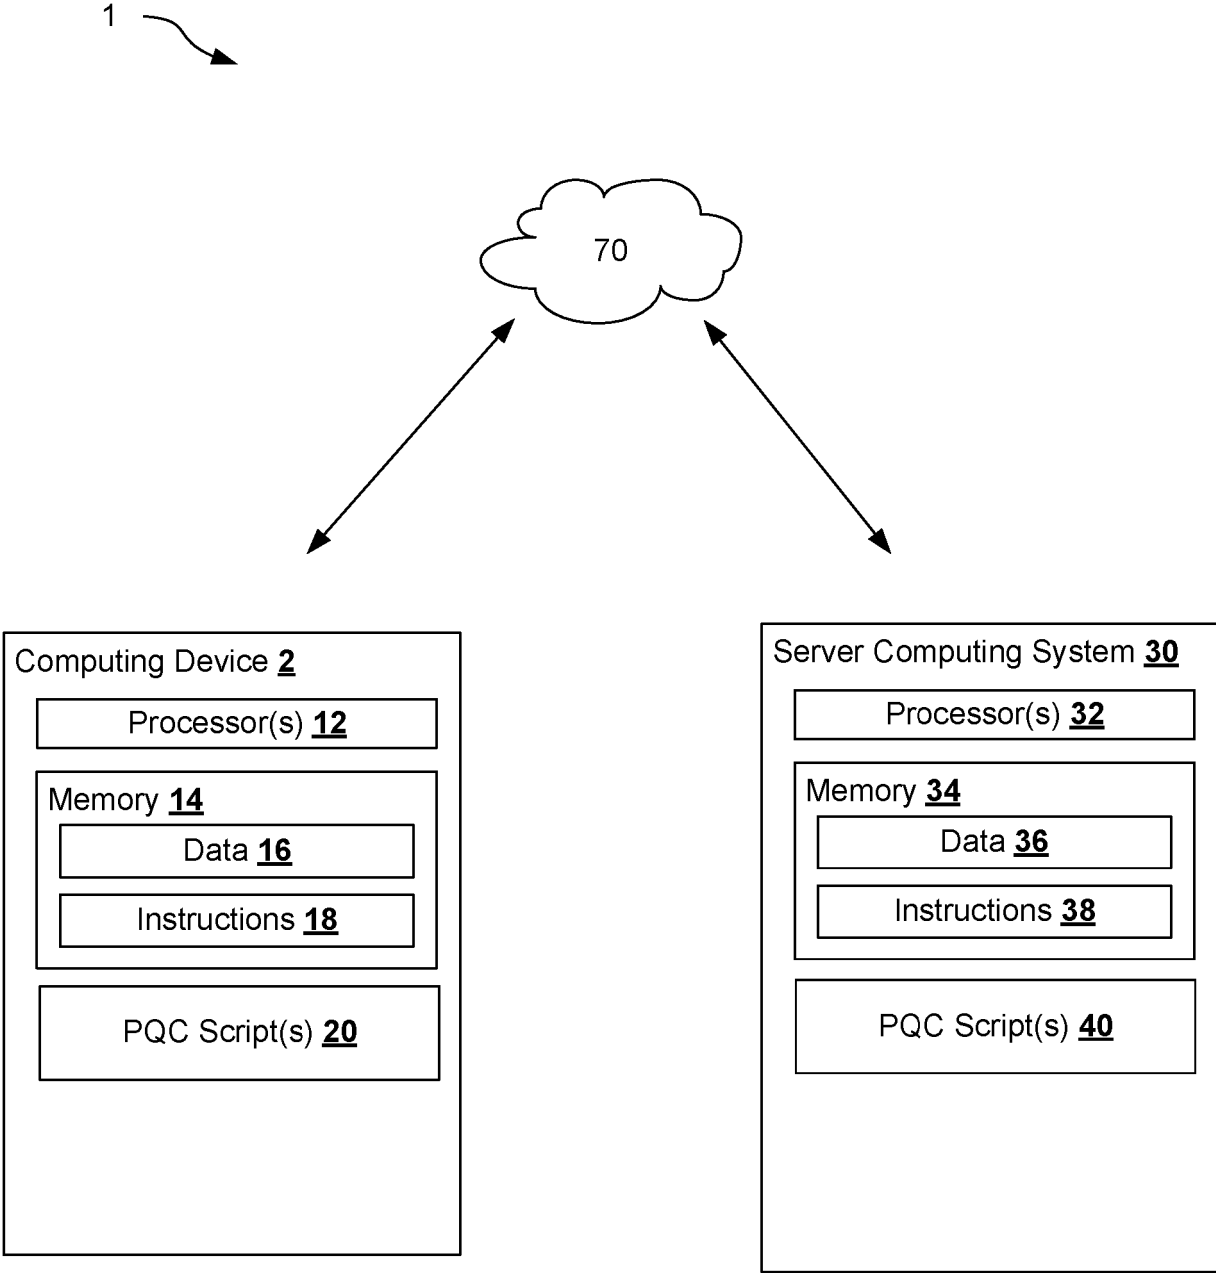 1
70
Computing Device 2
Processor(s) 12
Memory 14
Data 16
Instructions 18
PQC Script(s) 20
Server Computing System 30
Processor(s) 32
Memory 34
Data 36
Instructions 38
PQC Script(s) 40